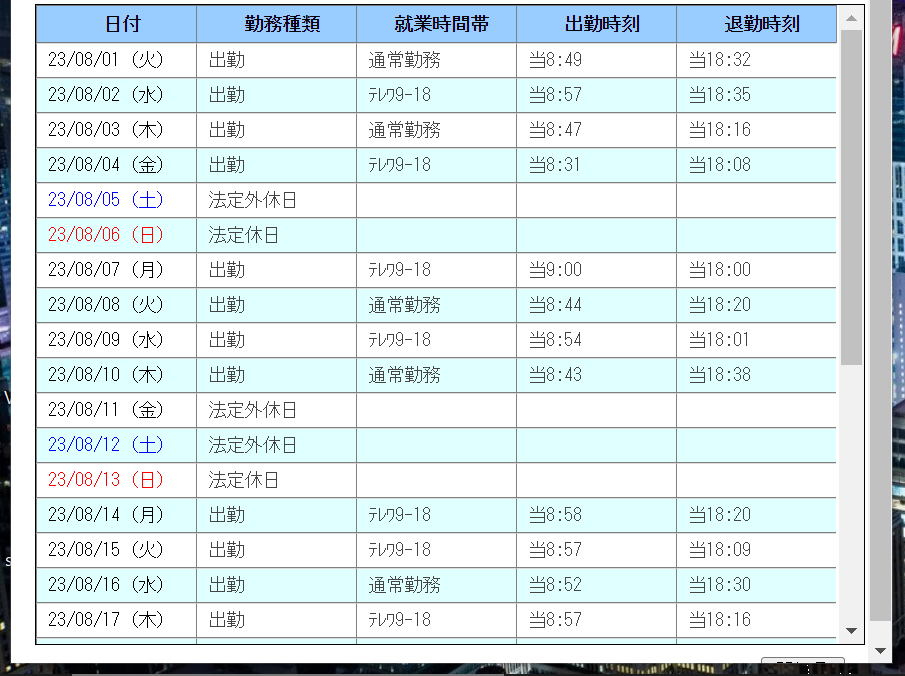 日付 勤務種類 就業時間帯 出勤時刻 退勤時刻
23/08/01 (火) 出勤 通常勤務 当8:49 当18:32
23/08/02 (水) 出勤 ﾃﾚﾜ9-18 当8:57 当18:35
23/08/03 (木) 出勤 通常勤務 当8:47 当18:16
23/08/04 (金) 出勤 ﾃﾚﾜ9-18 当8:31 当18:08
23/08/05 (土) 法定外休日
23/08/06 (日) 法定休日
23/08/07 (月) 出勤 ﾃﾚﾜ9-18 当9:00 当18:00
23/08/08 (火) 出勤 通常勤務 当8:44 当18:20
23/08/09 (水) 出勤 ﾃﾚﾜ9-18 当8:54 当18:01
23/08/10 (木) 出勤 通常勤務 当8:43 当18:38
23/08/11 (金) 法定外休日
23/08/12 (土) 法定外休日
23/08/13 (日) 法定休日
23/08/14 (月) 出勤 ﾃﾚﾜ9-18 当8:58 当18:20
23/08/15 (火) 出勤 ﾃﾚﾜ9-18 当8:57 当18:09
23/08/16 (水) 出勤 通常勤務 当8:52 当18:30
23/08/17 (木) 出勤 ﾃﾚﾜ9-18 当8:57 当18:16